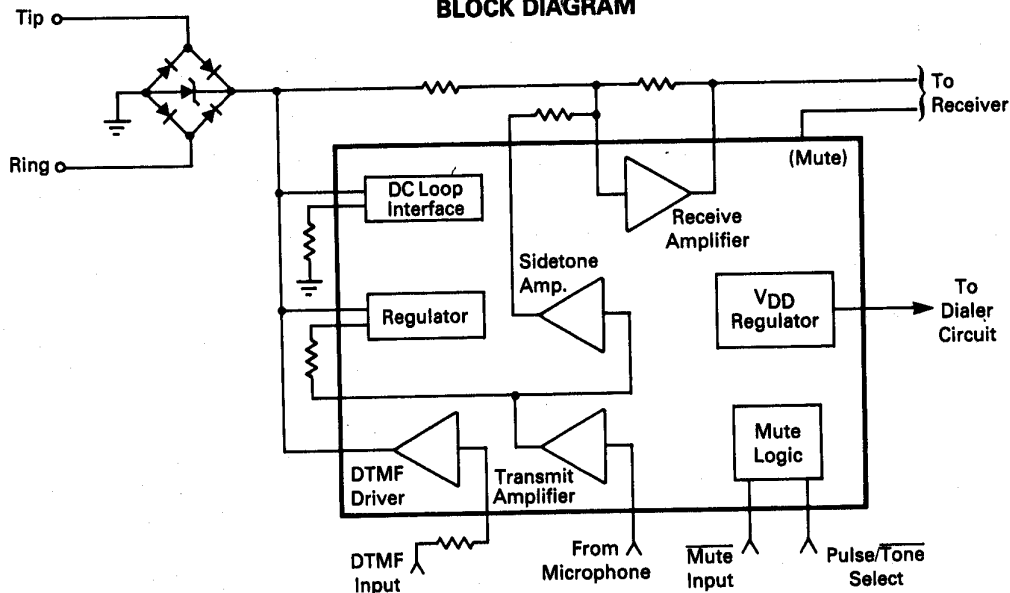 BLOCK DIAGRAM
Tip
To
Receiver
Ring
(Mute)
DC Loop
Interface
Receive
Amplifier
Sidetone
Amp.
VDD
Regulator
To
Dialer
Circuit
Regulator
Mute
Logic
DTMF
Driver
Transmit
Amplifier
DTMF
Input
From
Microphone
Mute
Input
Pulse/Tone
Select